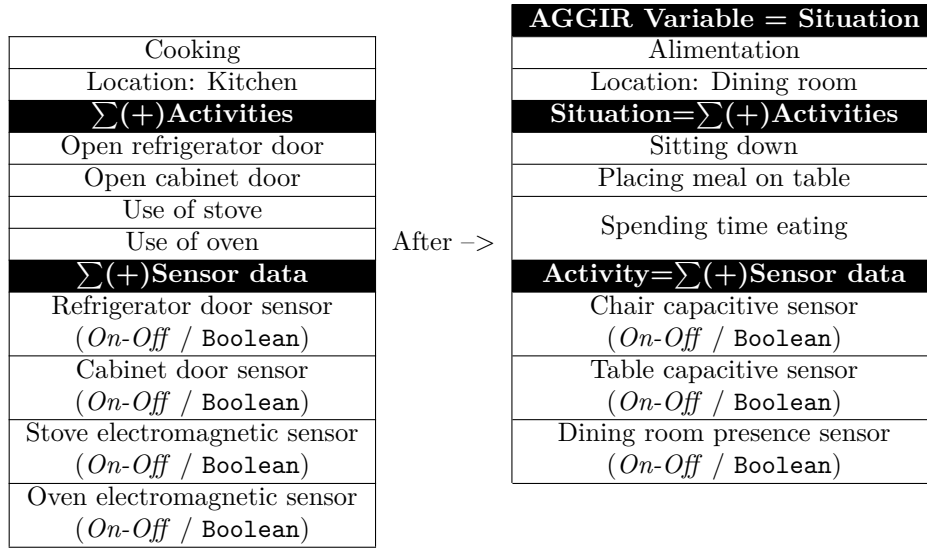 Cooking
Location: Kitchen
∑(+)Activities
Open refrigerator door
Open cabinet door
Use of stove
Use of oven
∑(+)Sensor data
Refrigerator door sensor
(On-Off / Boolean)
Cabinet door sensor
(On-Off / Boolean)
Stove electromagnetic sensor
(On-Off / Boolean)
Oven electromagnetic sensor
(On-Off / Boolean)
After –>
AGGIR Variable = Situation
Alimentation
Location: Dining room
Situation=∑(+)Activities
Sitting down
Placing meal on table
Spending time eating
Activity=∑(+)Sensor data
Chair capacitive sensor
(On-Off / Boolean)
Table capacitive sensor
(On-Off / Boolean)
Dining room presence sensor
(On-Off / Boolean)